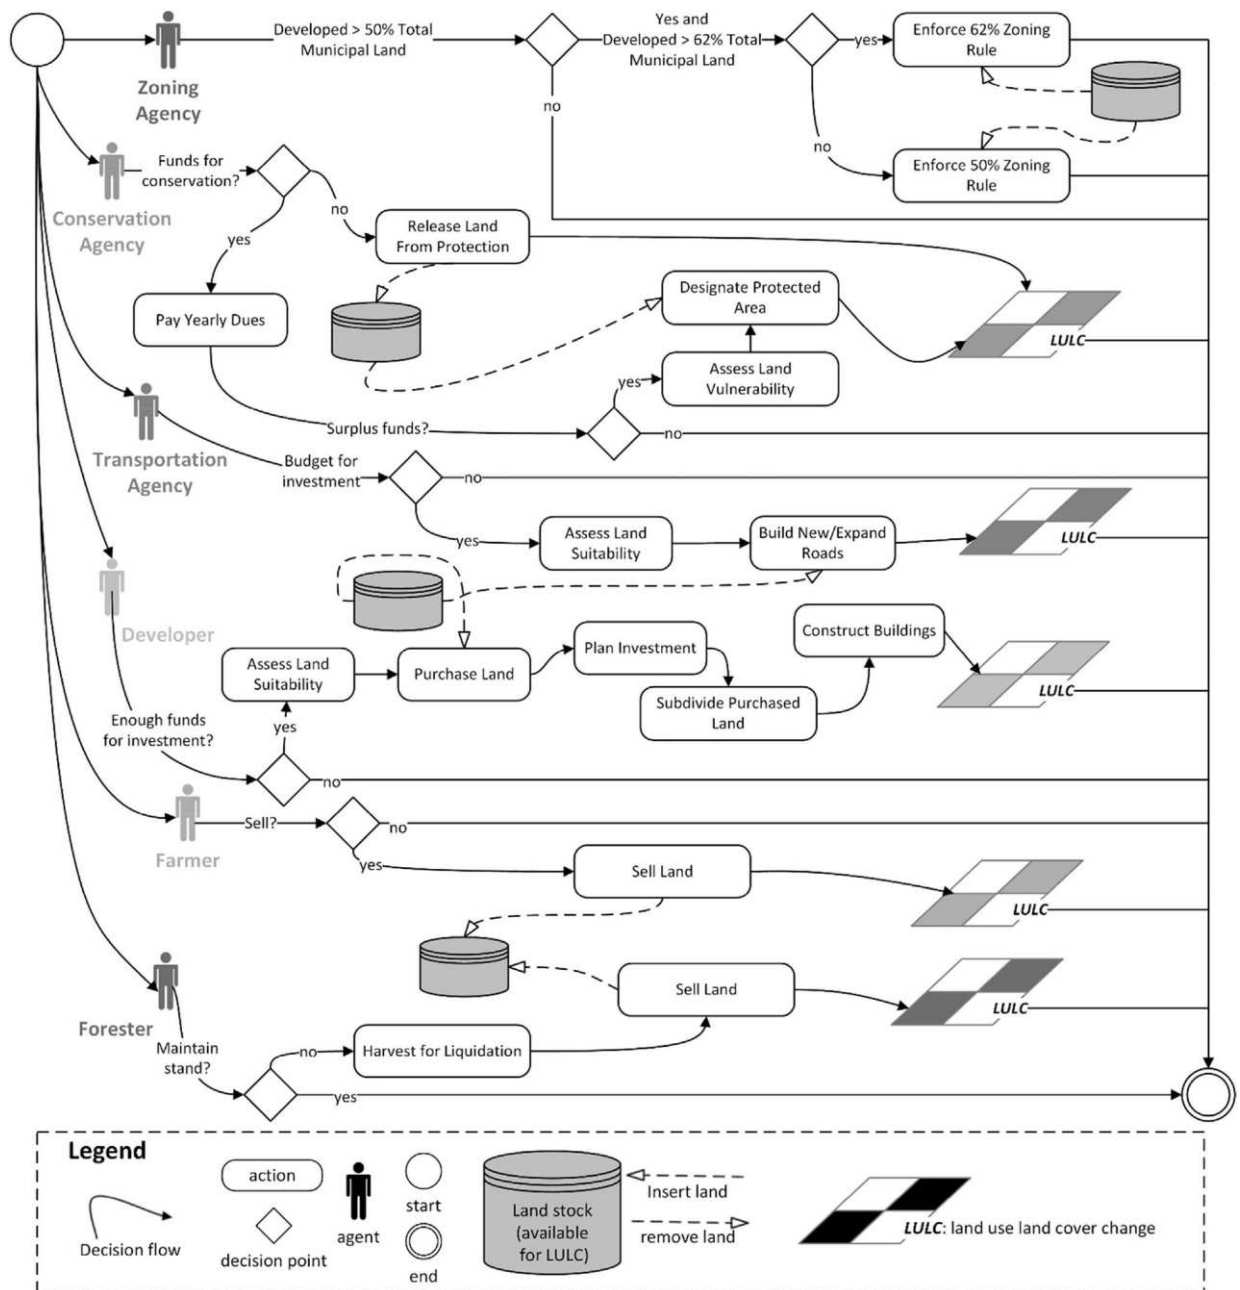 Developed > 50% Total
Municipal Land
Yes and
Developed > 62% Total
Municipal Land
yes
Enforce 62% Zoning
Rule
Zoning
Agency
no
no
Enforce 50% Zoning
Rule
Funds for
conservation?
Conservation
Agency
no
yes
Release Land
From Protection
Pay Yearly Dues
Designate Protected
Area
LULC
Assess Land
Vulnerability
yes
Surplus funds?
no
Transportation
Agency
Budget for
investment
no
yes
Assess Land
Suitability
Build New/Expand
Roads
LULC
Developer
Assess Land
Suitability
Purchase Land
Plan Investment
Construct Buildings
Subdivide Purchased
Land
LULC
Enough funds
for investment?
yes
no
Farmer
Sell?
no
yes
Sell Land
LULC
Forester
Sell Land
LULC
Maintain
stand?
no
Harvest for Liquidation
yes
Legend
Decision flow
action
decision point
agent
start
end
Land stock
(available
for LULC)
Insert land
remove land
LULC: land use land cover change